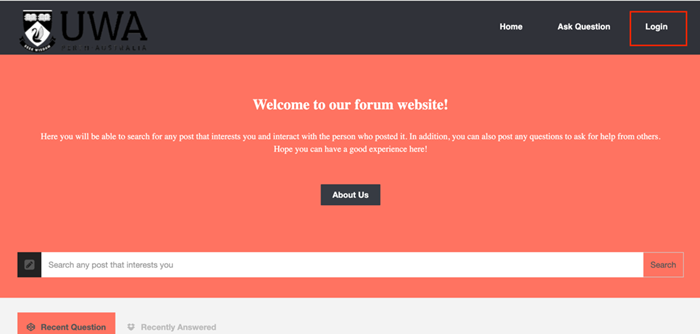 UWA
Home
Ask Question
Login
Welcome to our forum website!
Here you will be able to search for any post that interests you and interact with the person who posted it. In addition, you can also post any questions to ask for help from others.
Hope you can have a good experience here!
About Us
Search any post that interests you
Search
Recent Question
Recently Answered